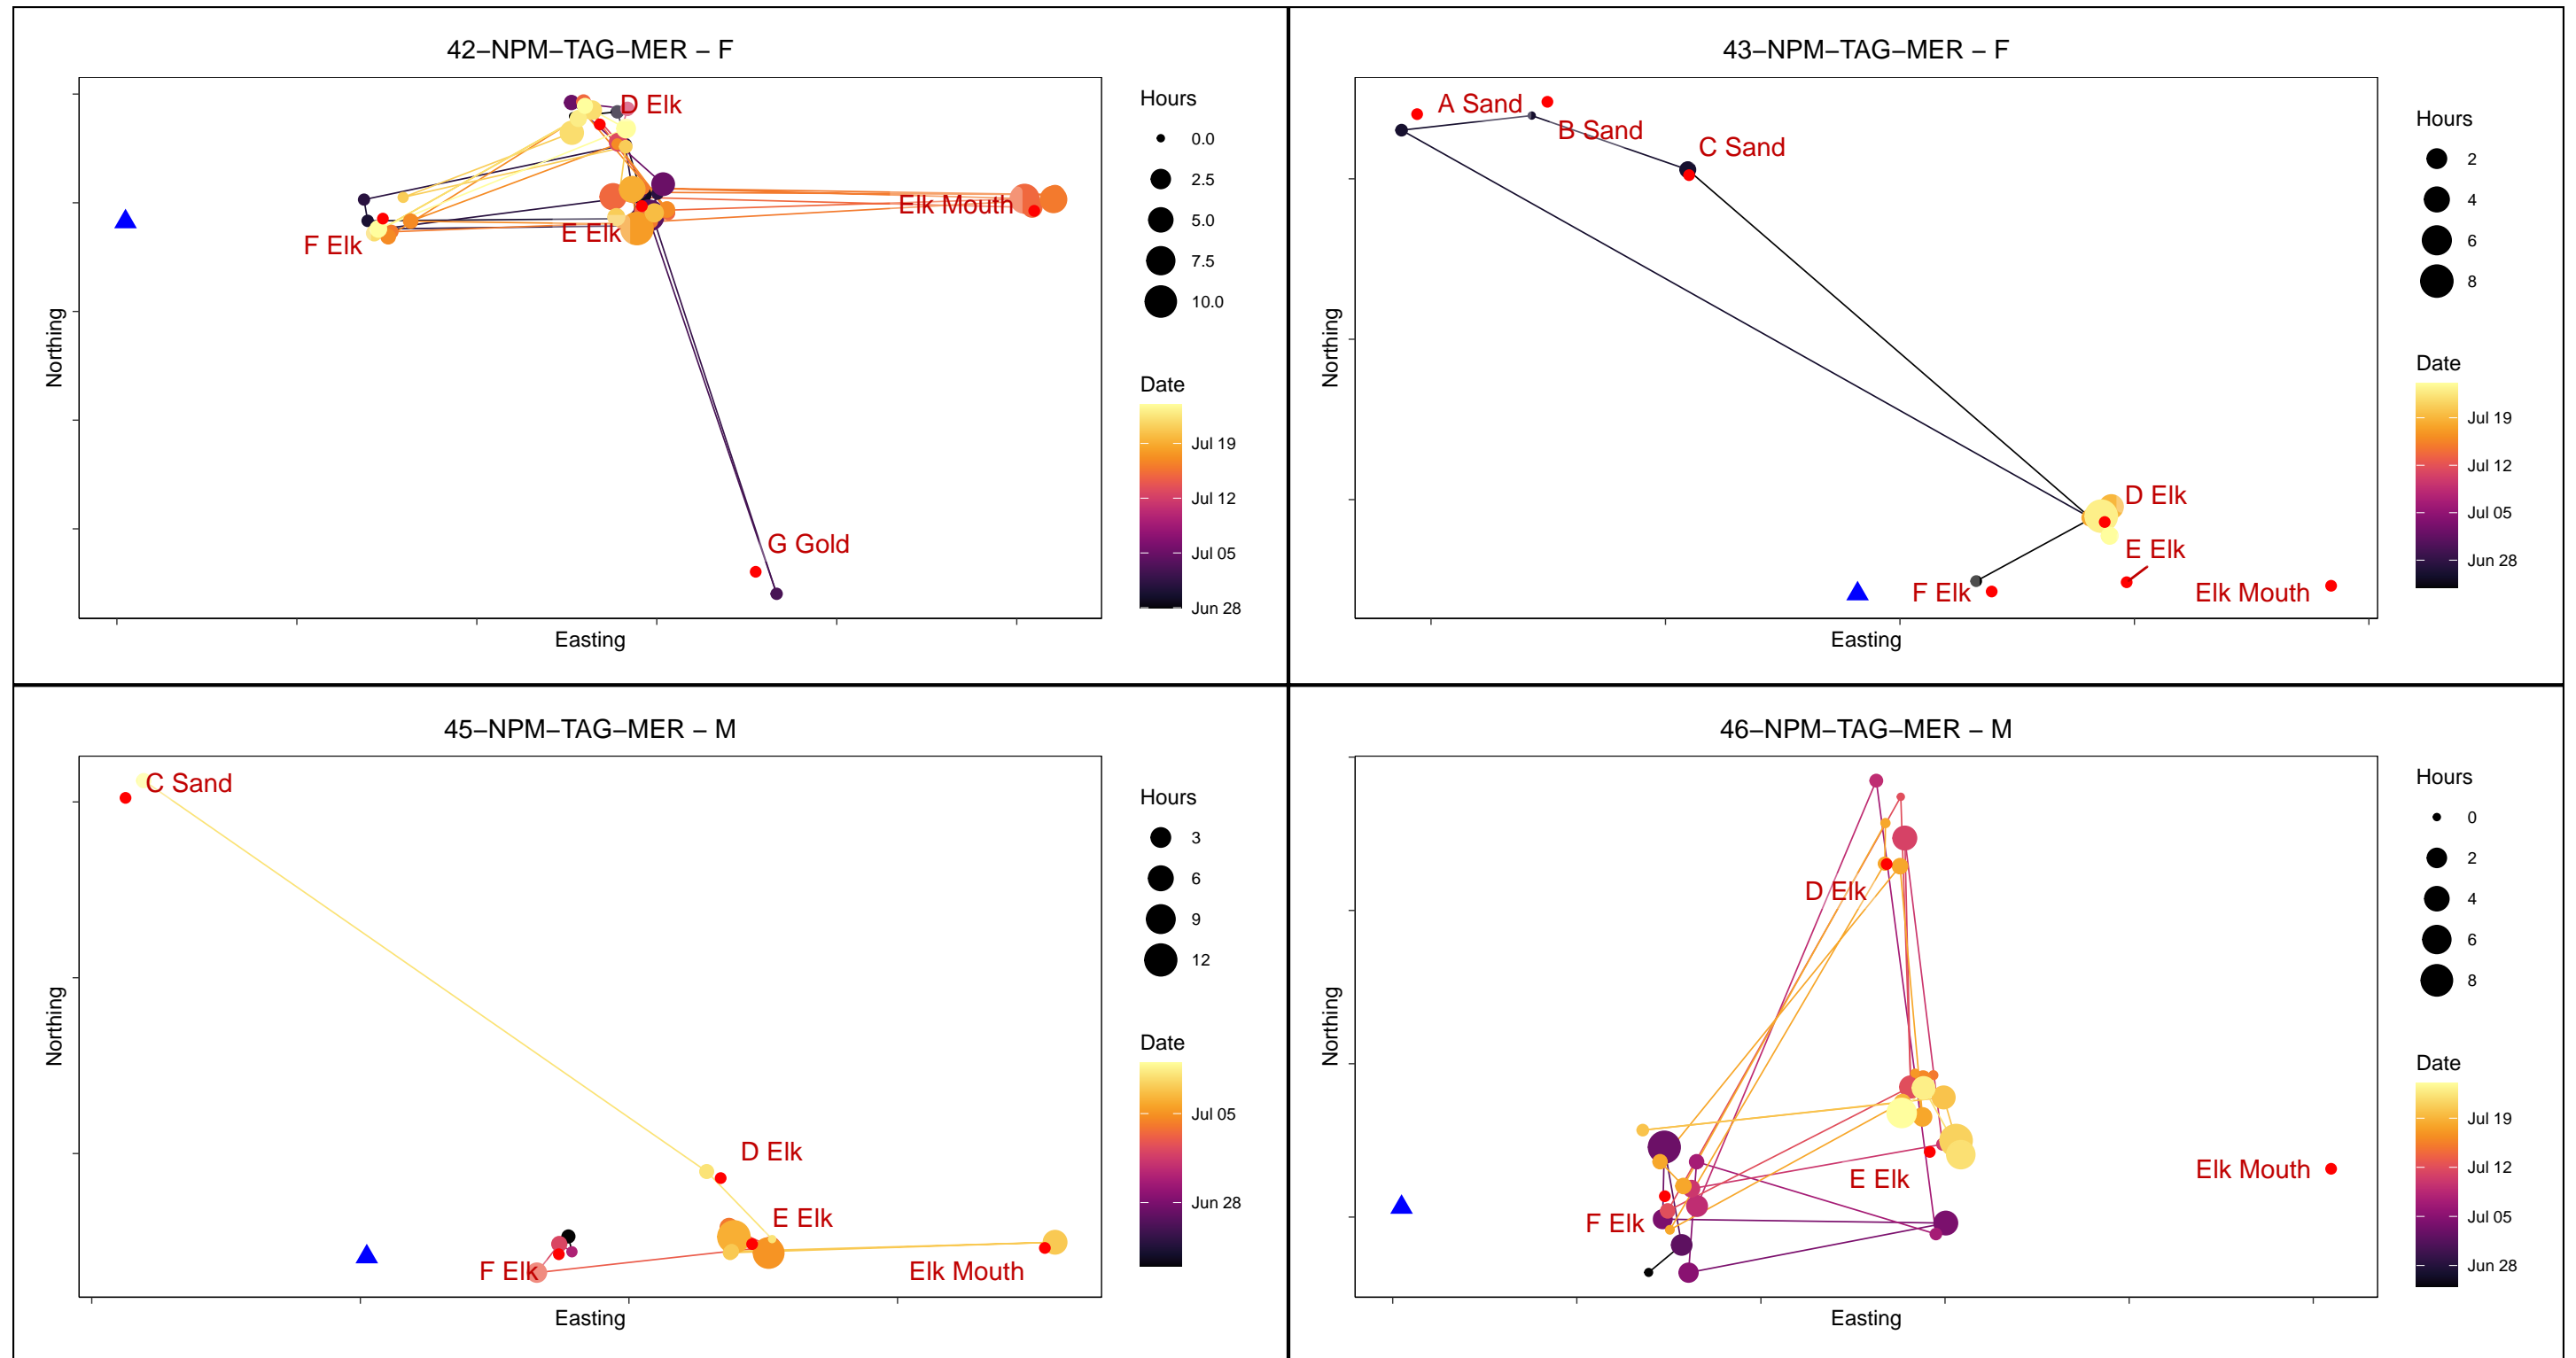 42–NPM–TAG–MER – F
D Elk
Elk Mouth
E Elk
F Elk
G Gold
Northing
Easting
Hours
0.0
2.5
5.0
7.5
10.0
Date
Jul 19
Jul 12
Jul 05
Jun 28
43–NPM–TAG–MER – F
A Sand
B Sand
C Sand
D Elk
E Elk
F Elk
Elk Mouth
Northing
Easting
Hours
2
4
6
8
Date
Jul 19
Jul 12
Jul 05
Jun 28
45–NPM–TAG–MER – M
C Sand
D Elk
E Elk
F Elk
Elk Mouth
Northing
Easting
Hours
3
6
9
12
Date
Jul 05
Jun 28
46–NPM–TAG–MER – M
D Elk
E Elk
Elk Mouth
F Elk
Northing
Easting
Hours
0
2
4
6
8
Date
Jul 19
Jul 12
Jul 05
Jun 28